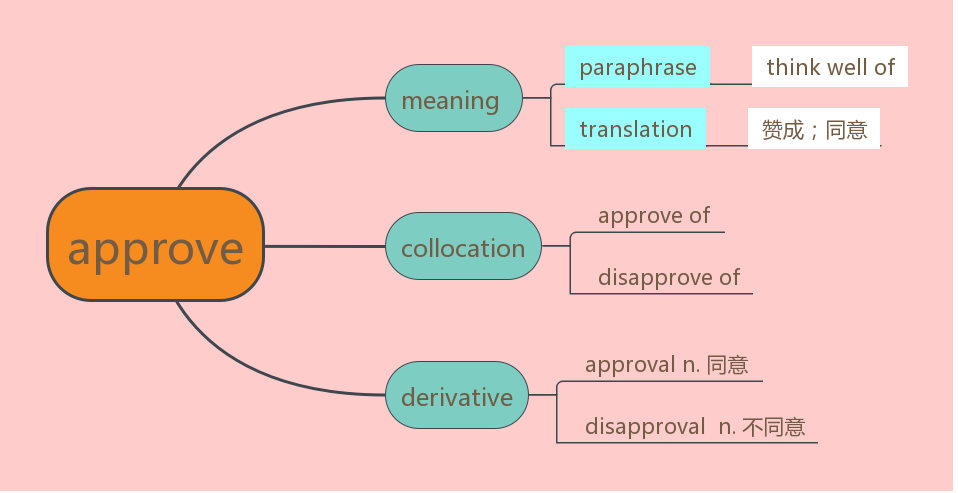 approve
meaning
paraphrase
think well of
translation
赞成；同意
collocation
approve of
disapprove of
derivative
approval n. 同意
disapproval  n. 不同意